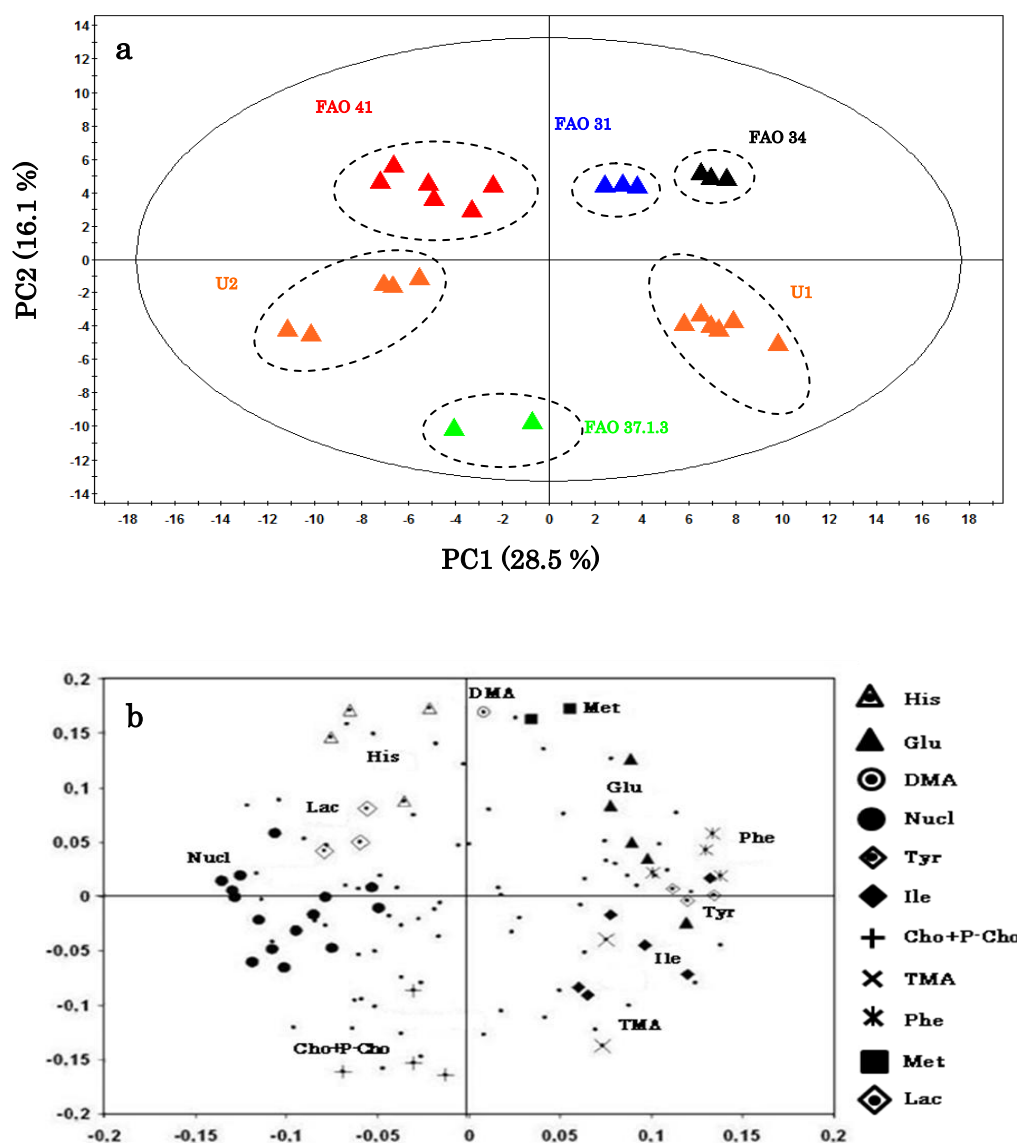 a
FAO 41
FAO 31
FAO 34
U2
U1
FAO 37.1.3
14
12
10
8
6
4
2
0
-2
-4
-6
-8
-10
-12
-14
PC2 (16.1 %)
-18 -16 -14 -12 -10 -8 -6 -4 -2 0 2 4 6 8 10 12 14 16 18
PC1 (28.5 %)
b
0,2
0,15
0,1
0,05
0
-0,05
-0,1
-0,15
-0,2
DMA
Met
His
Glu
Lac
Phe
Nucl
Tyr
Ile
TMA
Cho+P-Cho
-0,2 -0,15 -0,1 -0,05 0 0,05 0,1 0,15 0,2
His
Glu
DMA
Nucl
Tyr
Ile
Cho+P-Cho
TMA
Phe
Met
Lac